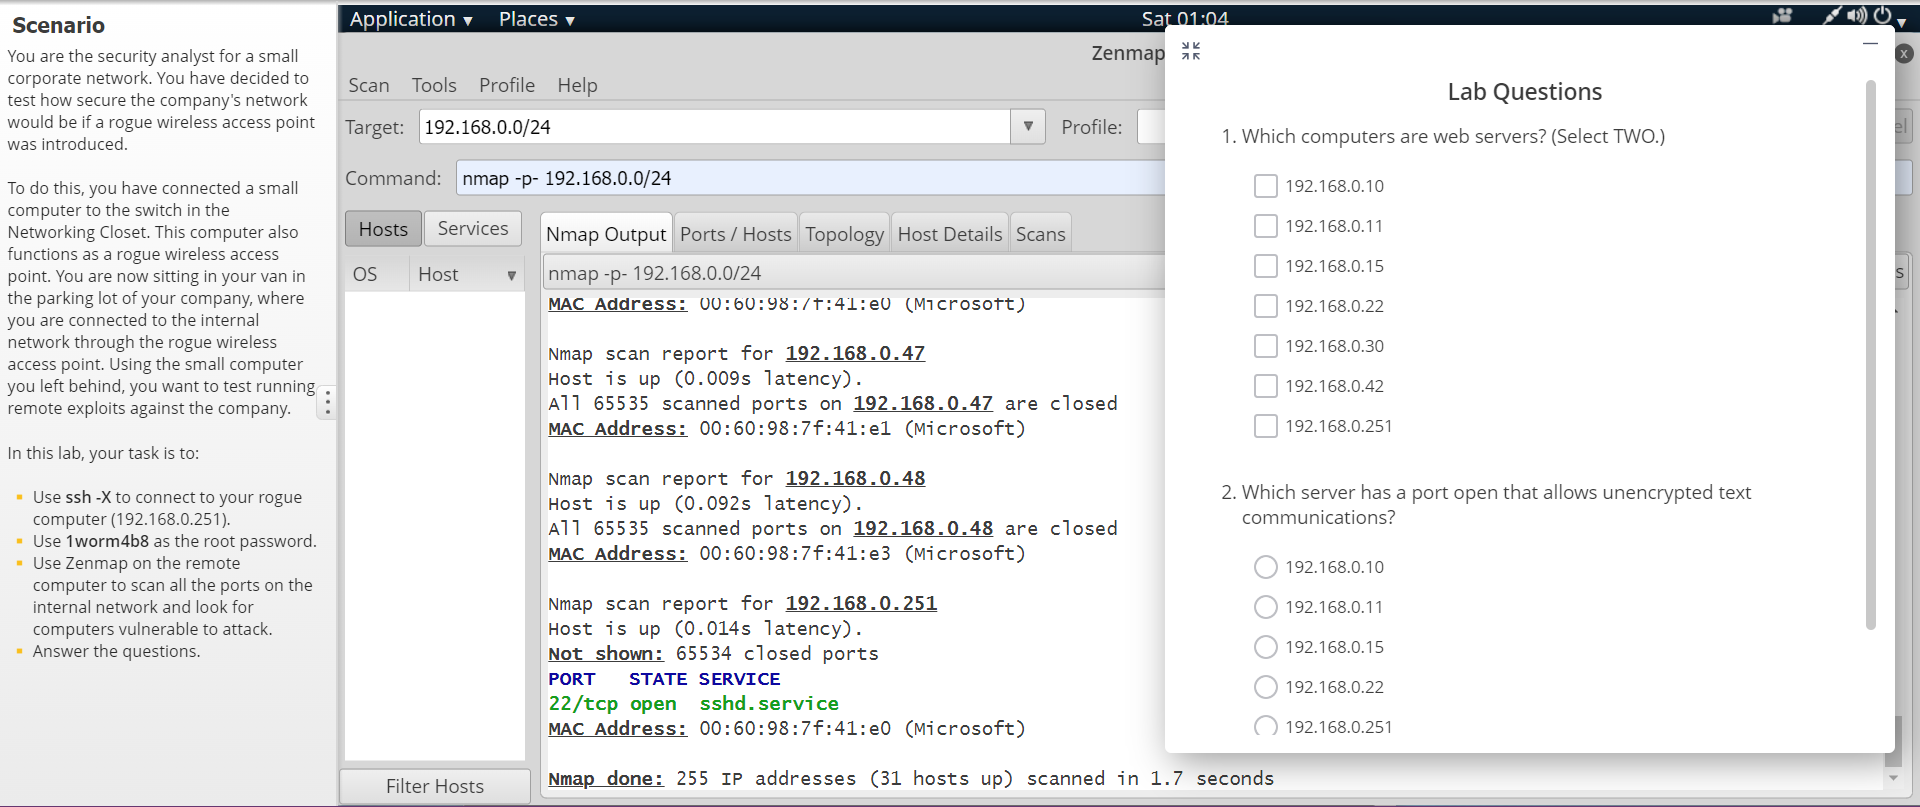 Scenario
You are the security analyst for a small
corporate network. You have decided to
test how secure the company's network
would be if a rogue wireless access point
was introduced.
To do this, you have connected a small
computer to the switch in the
Networking Closet. This computer also
functions as a rogue wireless access
point. You are now sitting in your van in
the parking lot of your company, where
you are connected to the internal
network through the rogue wireless
access point. Using the small computer
you left behind, you want to test running
remote exploits against the company.
In this lab, your task is to:
Use ssh -X to connect to your rogue
computer (192.168.0.251).
Use 1worm4b8 as the root password.
Use Zenmap on the remote
computer to scan all the ports on the
internal network and look for
computers vulnerable to attack.
Answer the questions.
Application Places Sat 01:04
Zenmap
Scan Tools Profile Help
Target: 192.168.0.0/24 Profile:
Command: nmap -p- 192.168.0.0/24
Hosts Services
OS Host
Filter Hosts
Nmap Output Ports / Hosts Topology Host Details Scans
nmap -p- 192.168.0.0/24
MAC Address: 00:60:98:7f:41:e0 (Microsoft)
Nmap scan report for 192.168.0.47
Host is up (0.009s latency).
All 65535 scanned ports on 192.168.0.47 are closed
MAC Address: 00:60:98:7f:41:e1 (Microsoft)
Nmap scan report for 192.168.0.48
Host is up (0.092s latency).
All 65535 scanned ports on 192.168.0.48 are closed
MAC Address: 00:60:98:7f:41:e3 (Microsoft)
Nmap scan report for 192.168.0.251
Host is up (0.014s latency).
Not shown: 65534 closed ports
PORT STATE SERVICE
22/tcp open sshd.service
MAC Address: 00:60:98:7f:41:e0 (Microsoft)
Nmap done: 255 IP addresses (31 hosts up) scanned in 1.7 seconds
Lab Questions
1. Which computers are web servers? (Select TWO.)
192.168.0.10
192.168.0.11
192.168.0.15
192.168.0.22
192.168.0.30
192.168.0.42
192.168.0.251
2. Which server has a port open that allows unencrypted text
communications?
192.168.0.10
192.168.0.11
192.168.0.15
192.168.0.22
192.168.0.251